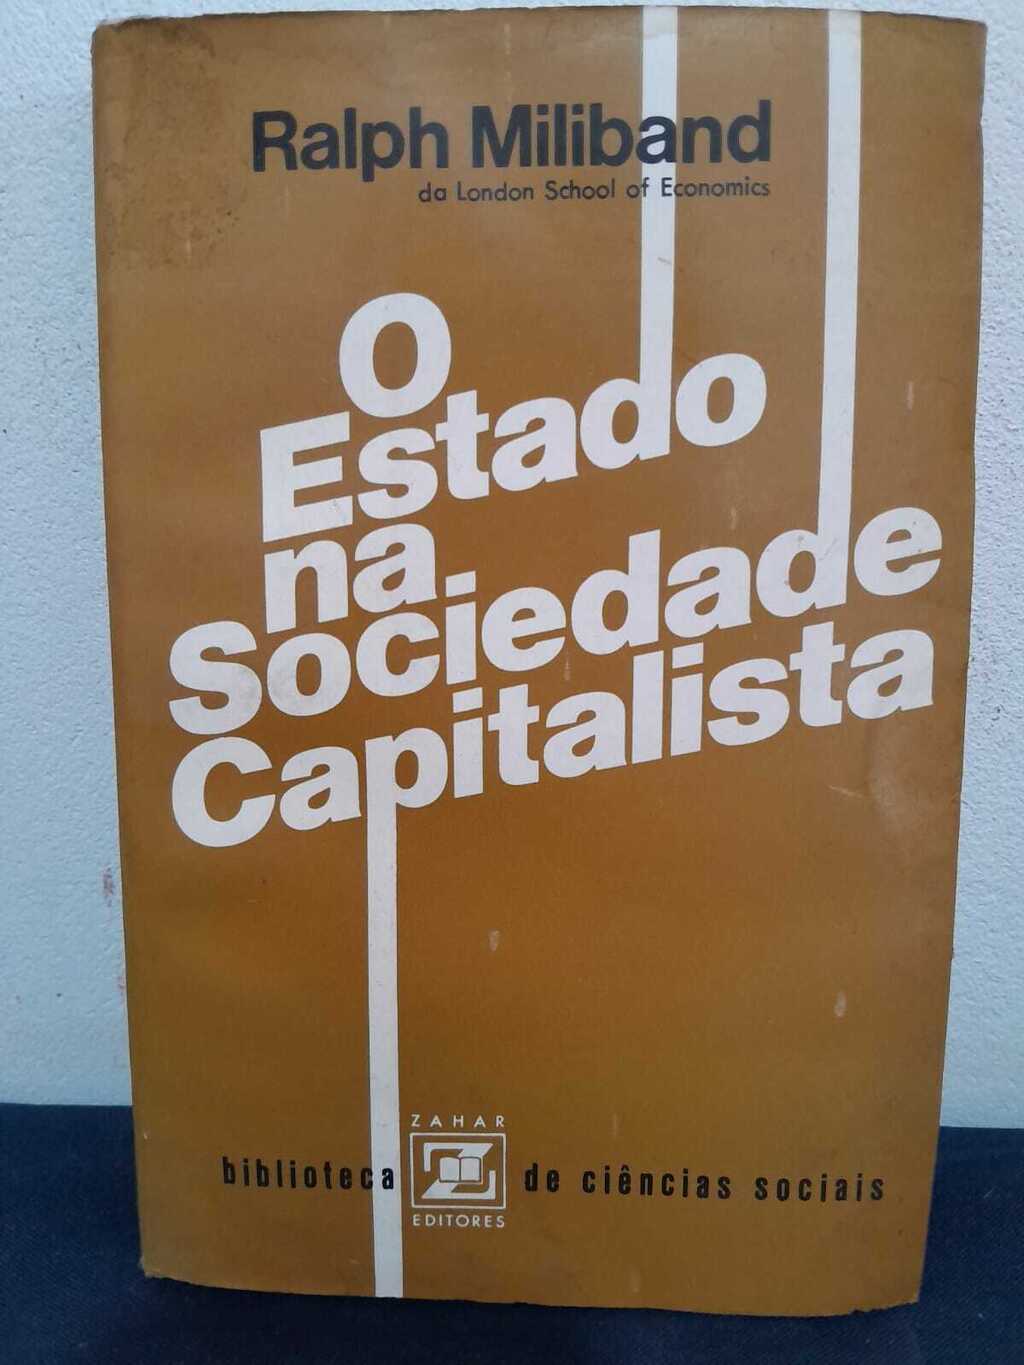 Ralph Miliband
da London School of Economics
O
Estado
na
Sociedade
Capitalista
ZAHAR
biblioteca de ciências sociais
EDITORES